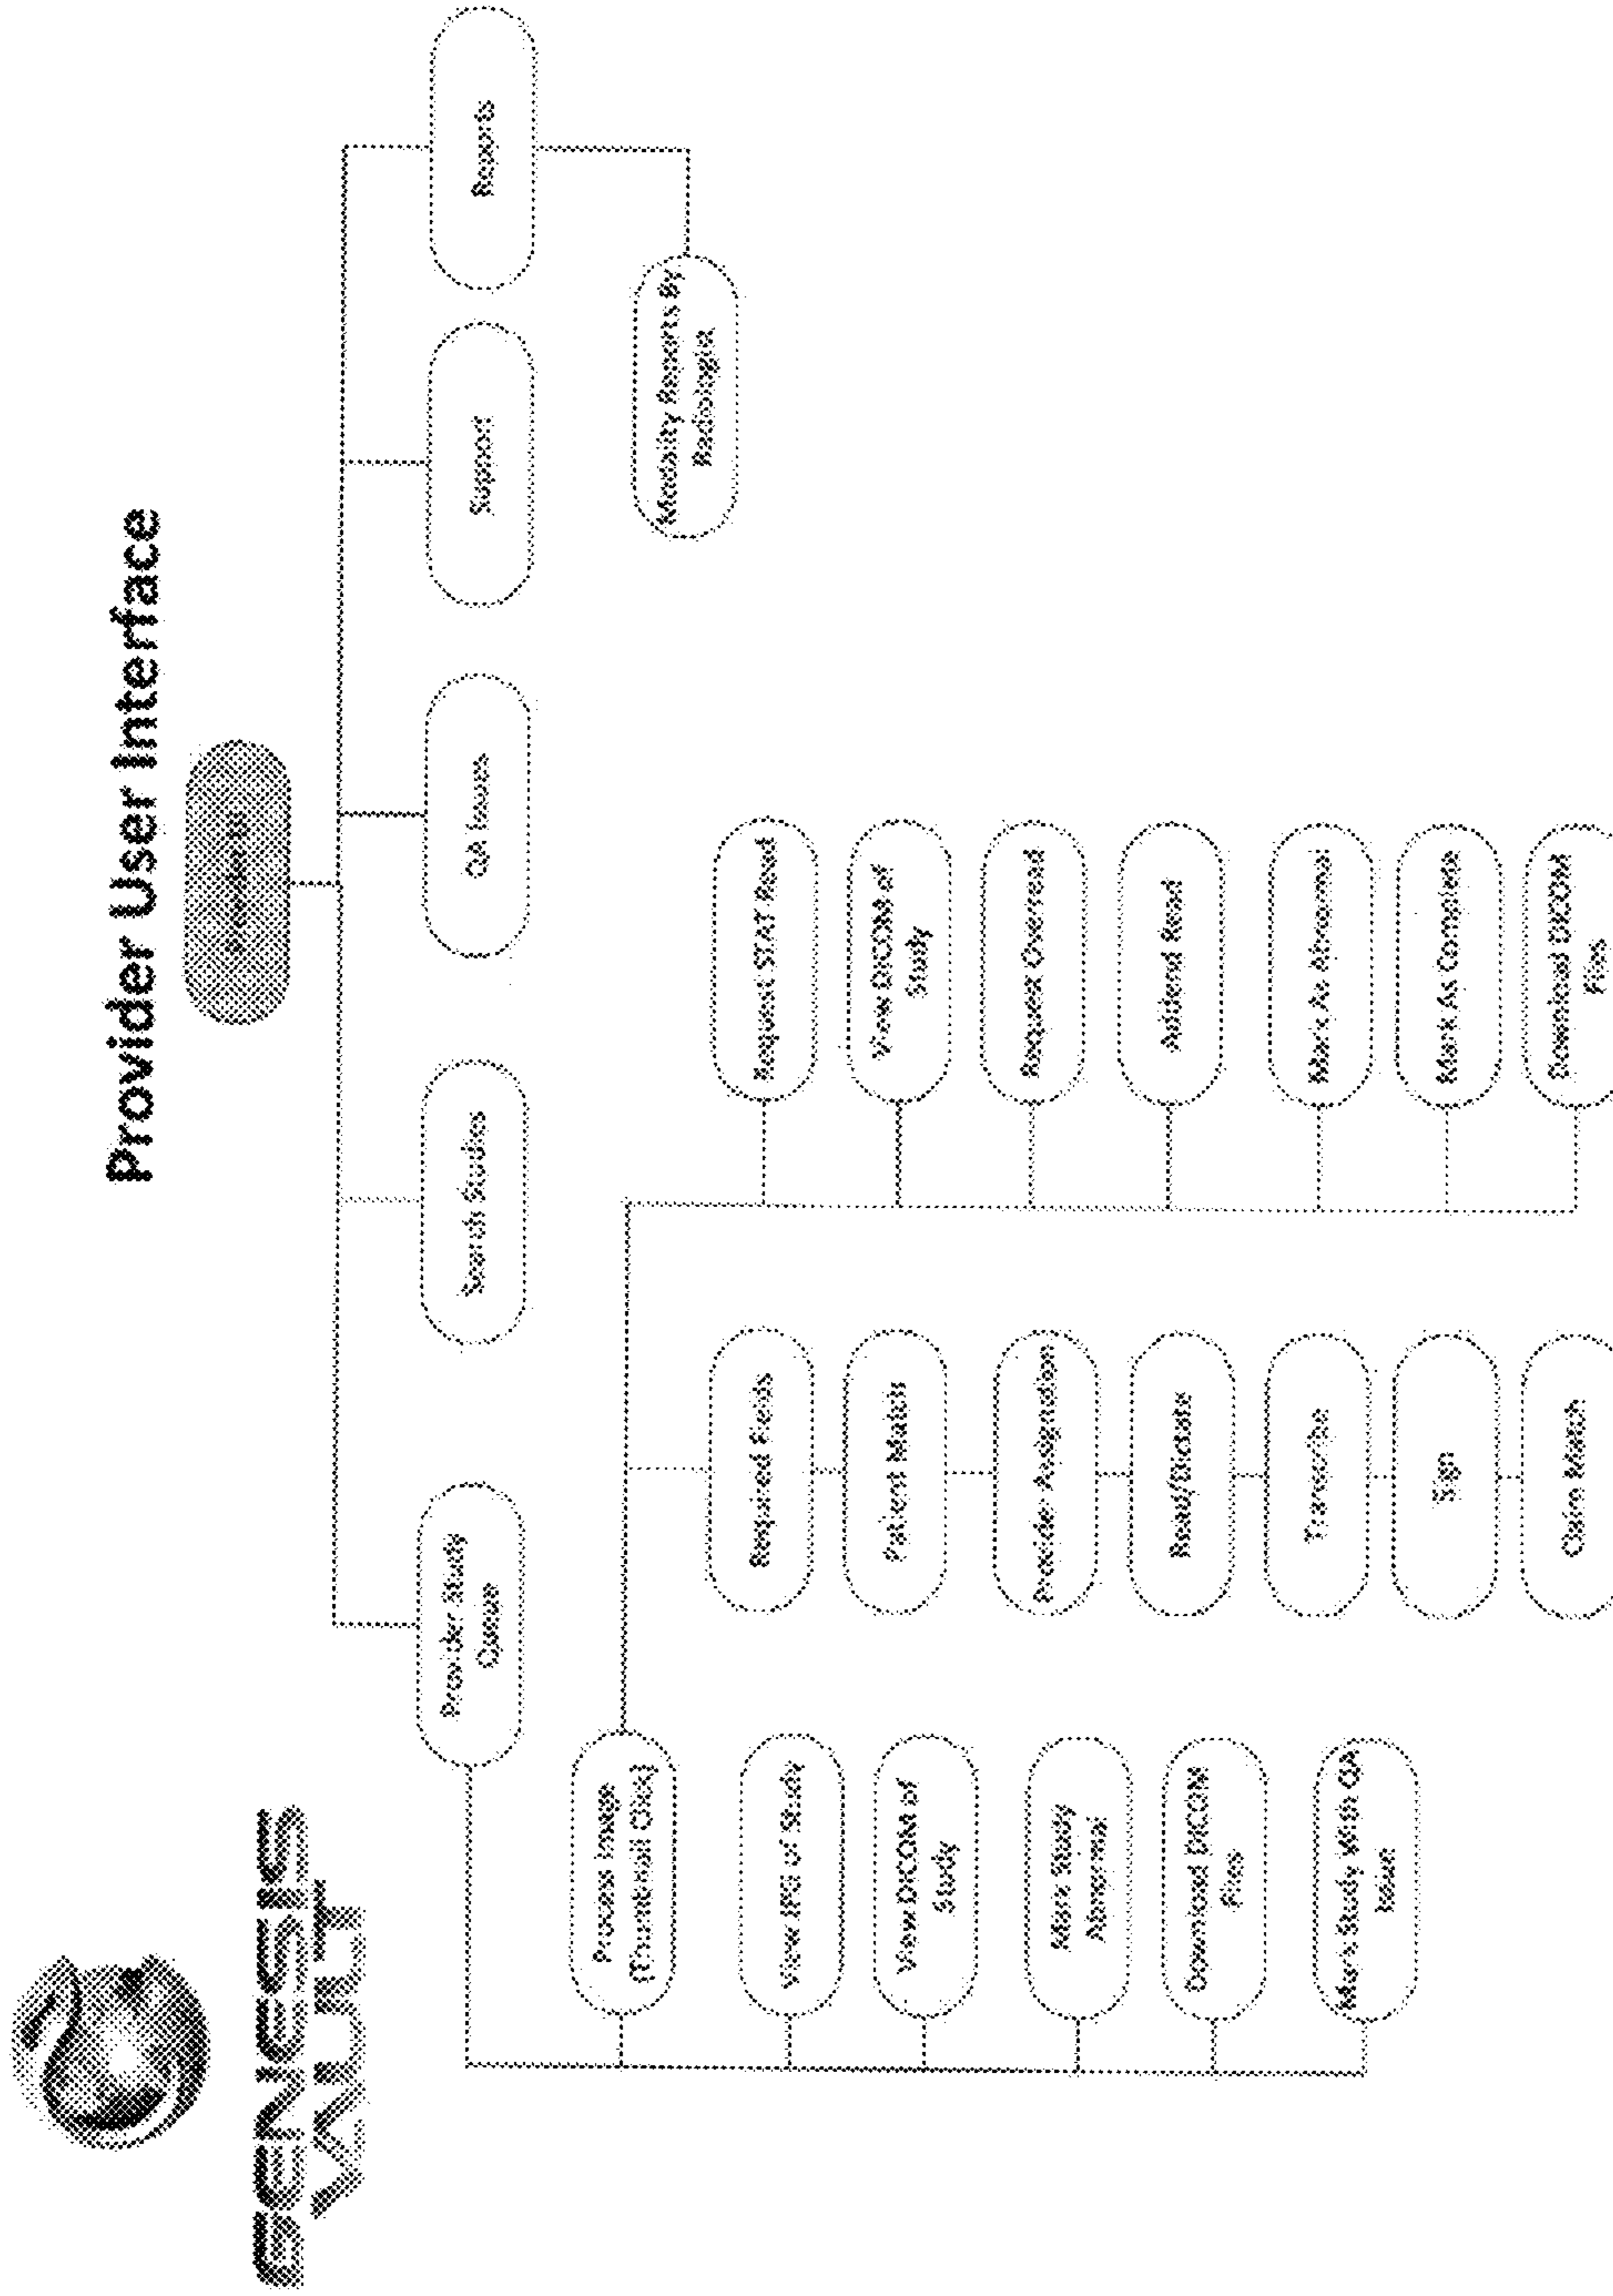 GENESIS
VAULT
Provider User Interface
Provider UI
Provider Study
Queue
Search Studies
QA Issues
Support
Reports
Modality Reports By
Radiologist
Process Image
(Thumbnail Click)
View JPG of Study
View DICOM of
Study
Mark Study
Abnormal
Download DICOM
Files
Mark Study With QA
Issue
Required Fields
Patient Match
Provider Assignation
Read/Dictate
Transcribe
Sign
Claim Match
Request STAT Read
View DICOM of
Study
Request Overread
Addend Read
Mark As Abnormal
Mark As Complete
Download DICOM
Files